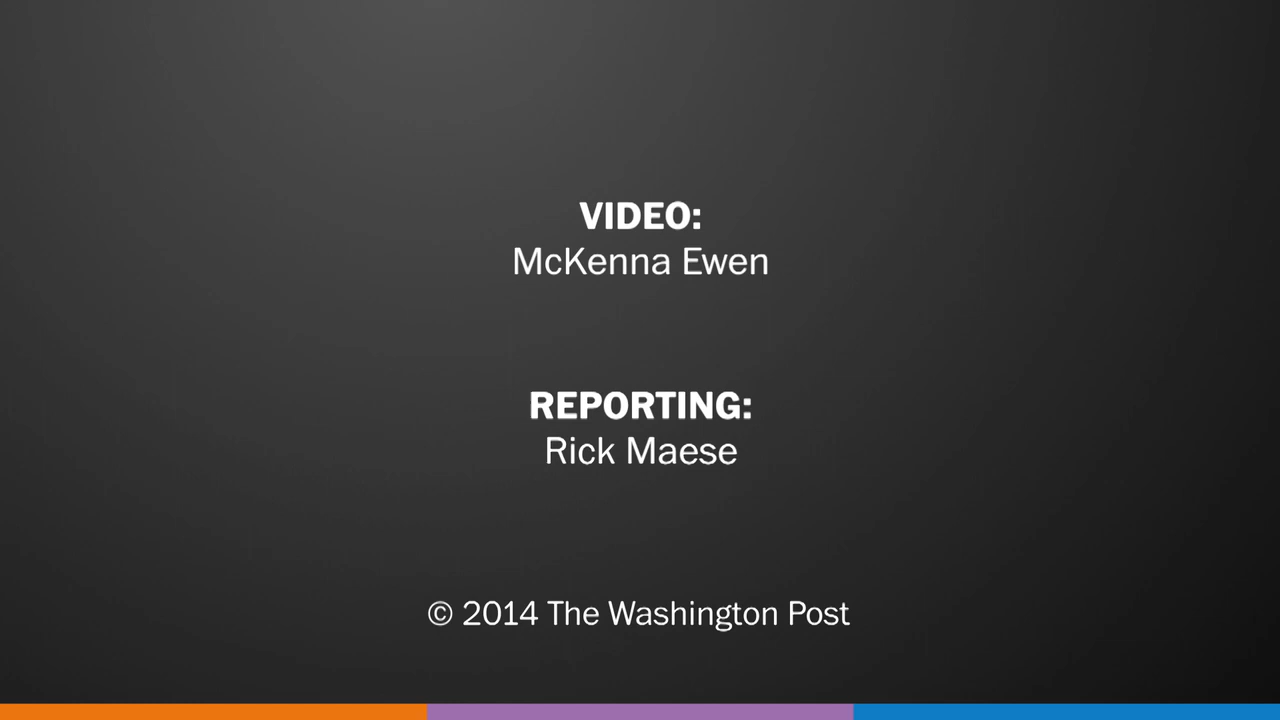 VIDEO:
McKenna Ewen
REPORTING:
Rick Maese
© 2014 The Washington Post